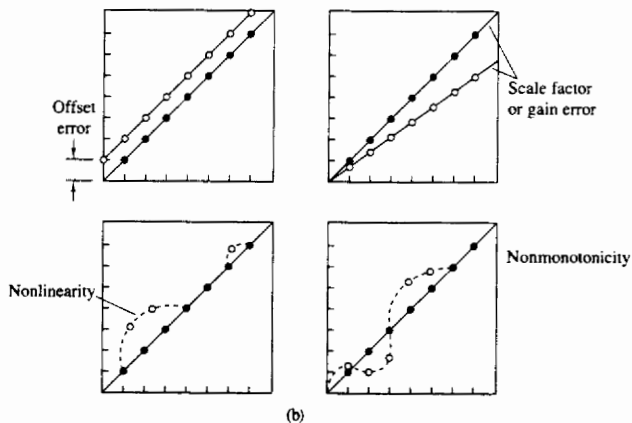 Offset
error
Scale factor
or gain error
Nonlinearity
Nonmonotonicity
(b)